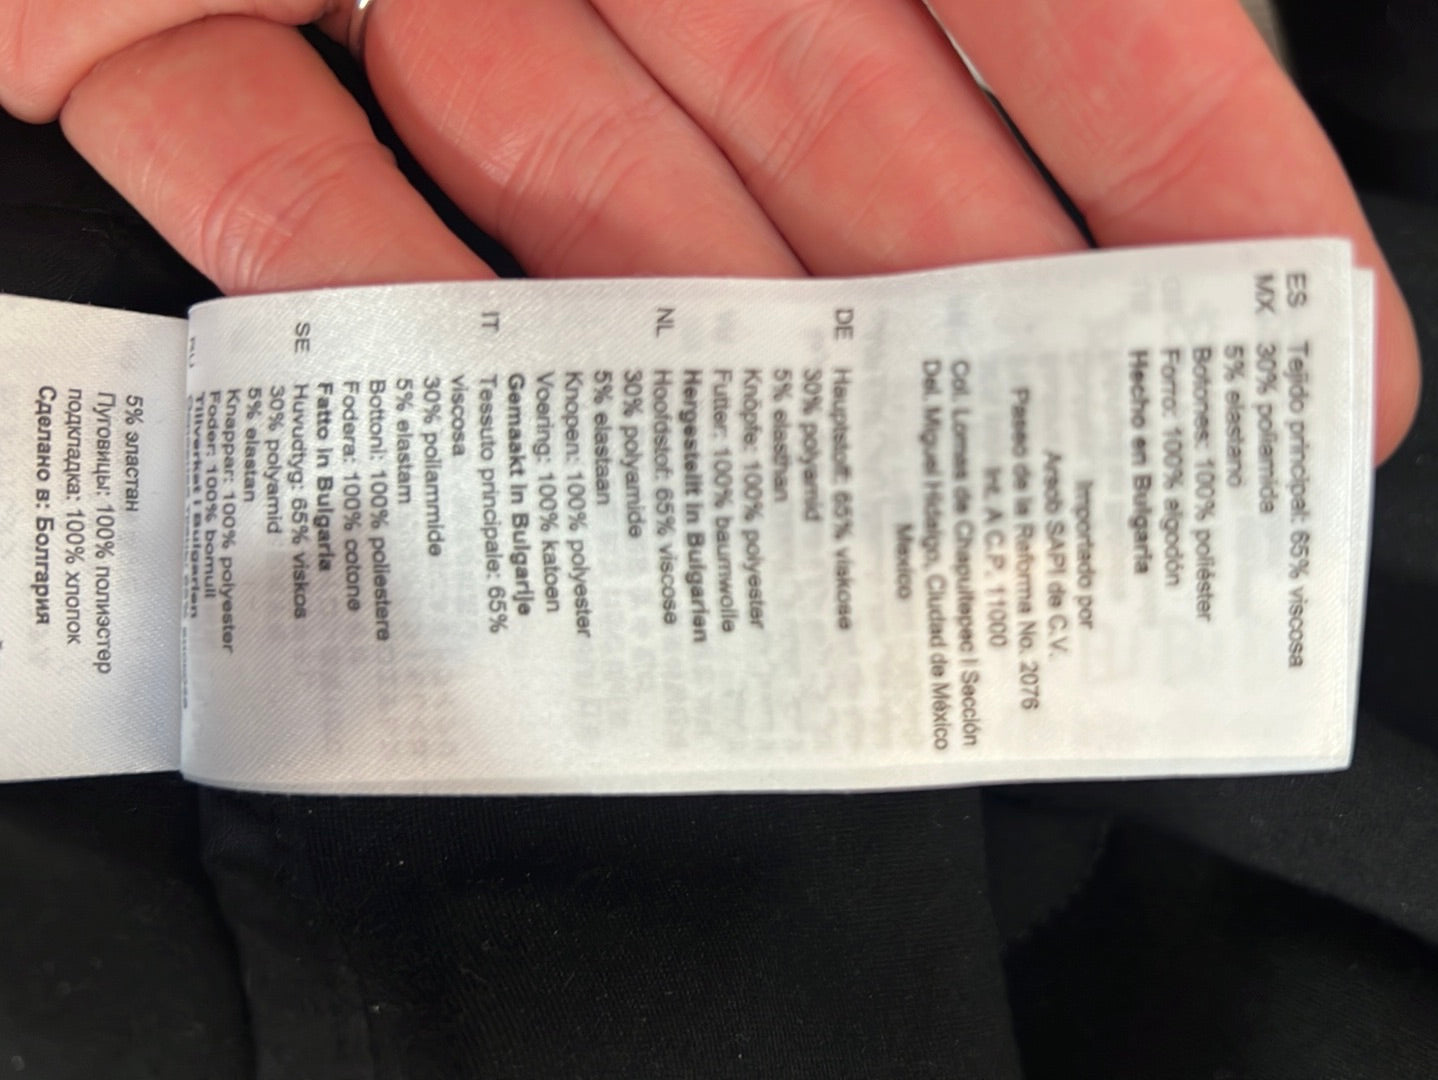 ES Tejido principal: 65% viscosa
MX 30% poliamida
5% elastano
Botones: 100% poliéster
Forro: 100% algodón
Hecho en Bulgaria
Importado por
Axsob SAPI de C.V.
Paseo de la Reforma No. 2076
Int. A C.P. 11000
Col. Lomas de Chapultepec I Sección
Del. Miguel Hidalgo, Ciudad de México
Mexico
DE Hauptstoff: 65% viskose
30% polyamid
5% elasthan
Knöpfe: 100% polyester
Futter: 100% baumwolle
Hergestellt in Bulgarien
NL Hoofdstof: 65% viscose
30% polyamide
5% elastaan
Knopen: 100% polyester
Voering: 100% katoen
Gemaakt in Bulgarije
IT Tessuto principale: 65%
viscosa
30% poliammide
5% elastam
Bottoni: 100% poliestere
Fodera: 100% cotone
Fatto in Bulgaria
SE Huvudtyg: 65% viskos
30% polyamid
5% elastan
Knappar: 100% polyester
Foder: 100% bomull
Tillverkat i Bulgarien
RU
5% эластан
Пуговицы: 100% полиэстер
подкладка: 100% хлопок
Сделано в: Болгария